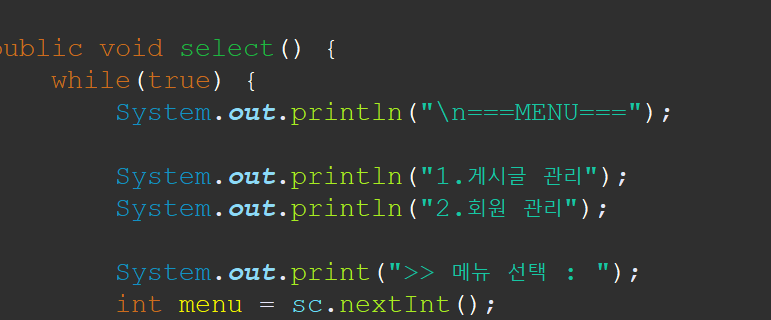 public void select() {
while(true) {
System.out.println("\n===MENU===");
System.out.println("1.게시글 관리");
System.out.println("2.회원 관리");
System.out.print(">> 메뉴 선택 : ");
int menu = sc.nextInt();